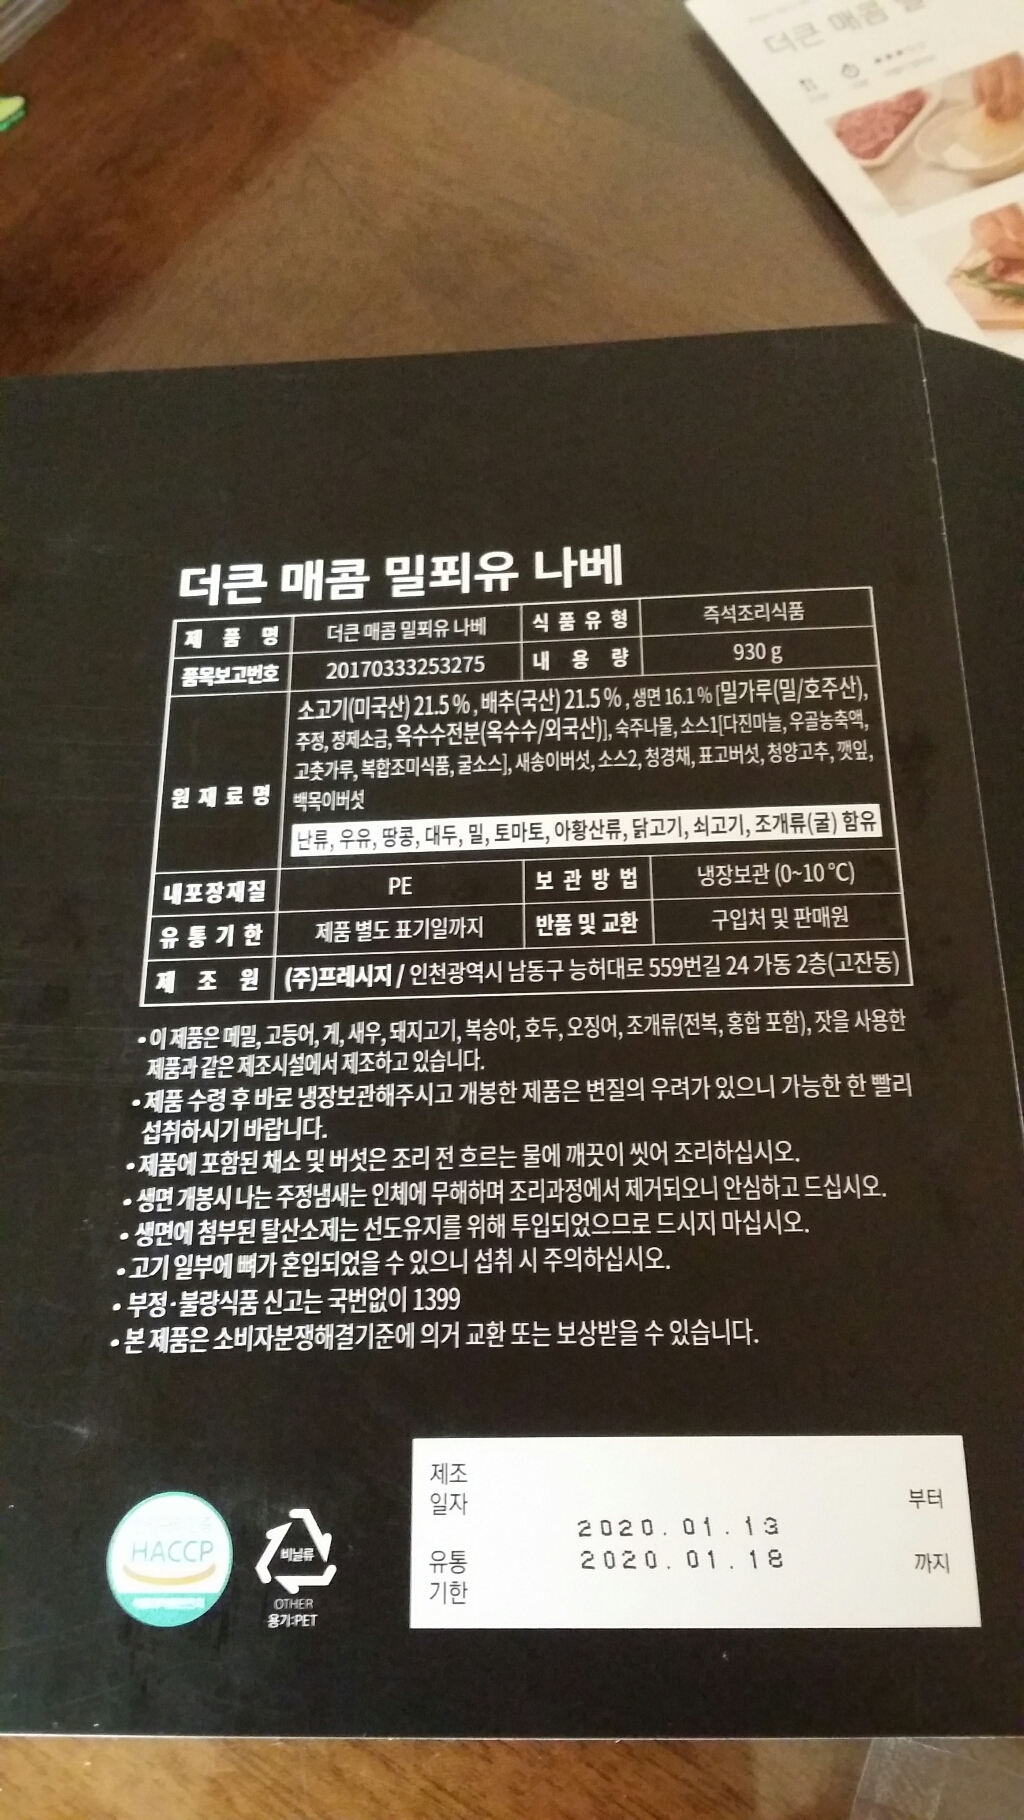 더큰 매콤
더큰 매콤 밀푀유 나베
제 품 명 더큰 매콤 밀푀유 나베 식 품 유 형 즉석조리식품
품목보고번호 20170333253275 내 용 량 930 g
원 재 료 명 소고기(미국산) 21.5 %, 배추(국산) 21.5 %, 생면 16.1 % [밀가루(밀/호주산),
주정, 정제소금, 옥수수전분(옥수수/외국산)], 숙주나물, 소스1[다진마늘, 우골농축액,
고춧가루, 복합조미식품, 굴소스], 새송이버섯, 소스2, 청경채, 표고버섯, 청양고추, 깻잎,
백목이버섯
난류, 우유, 땅콩, 대두, 밀, 토마토, 아황산류, 닭고기, 쇠고기, 조개류(굴) 함유
내포장재질 PE 보 관 방 법 냉장보관 (0~10 ℃)
유 통 기 한 제품 별도 표기일까지 반품 및 교환 구입처 및 판매원
제 조 원 (주)프레시지 / 인천광역시 남동구 능허대로 559번길 24 가동 2층(고잔동)
• 이 제품은 메밀, 고등어, 게, 새우, 돼지고기, 복숭아, 호두, 오징어, 조개류(전복, 홍합 포함), 잣을 사용한
제품과 같은 제조시설에서 제조하고 있습니다.
• 제품 수령 후 바로 냉장보관해주시고 개봉한 제품은 변질의 우려가 있으니 가능한 한 빨리
섭취하시기 바랍니다.
• 제품에 포함된 채소 및 버섯은 조리 전 흐르는 물에 깨끗이 씻어 조리하십시오.
• 생면 개봉시 나는 주정냄새는 인체에 무해하며 조리과정에서 제거되오니 안심하고 드십시오.
• 생면에 첨부된 탈산소제는 선도유지를 위해 투입되었으므로 드시지 마십시오.
• 고기 일부에 뼈가 혼입되었을 수 있으니 섭취 시 주의하십시오.
• 부정·불량식품 신고는 국번없이 1399
• 본 제품은 소비자분쟁해결기준에 의거 교환 또는 보상받을 수 있습니다.
제조
일자 2020.01.13 부터
유통 2020.01.18 까지
기한
HACCP
비닐류
OTHER
용기:PET